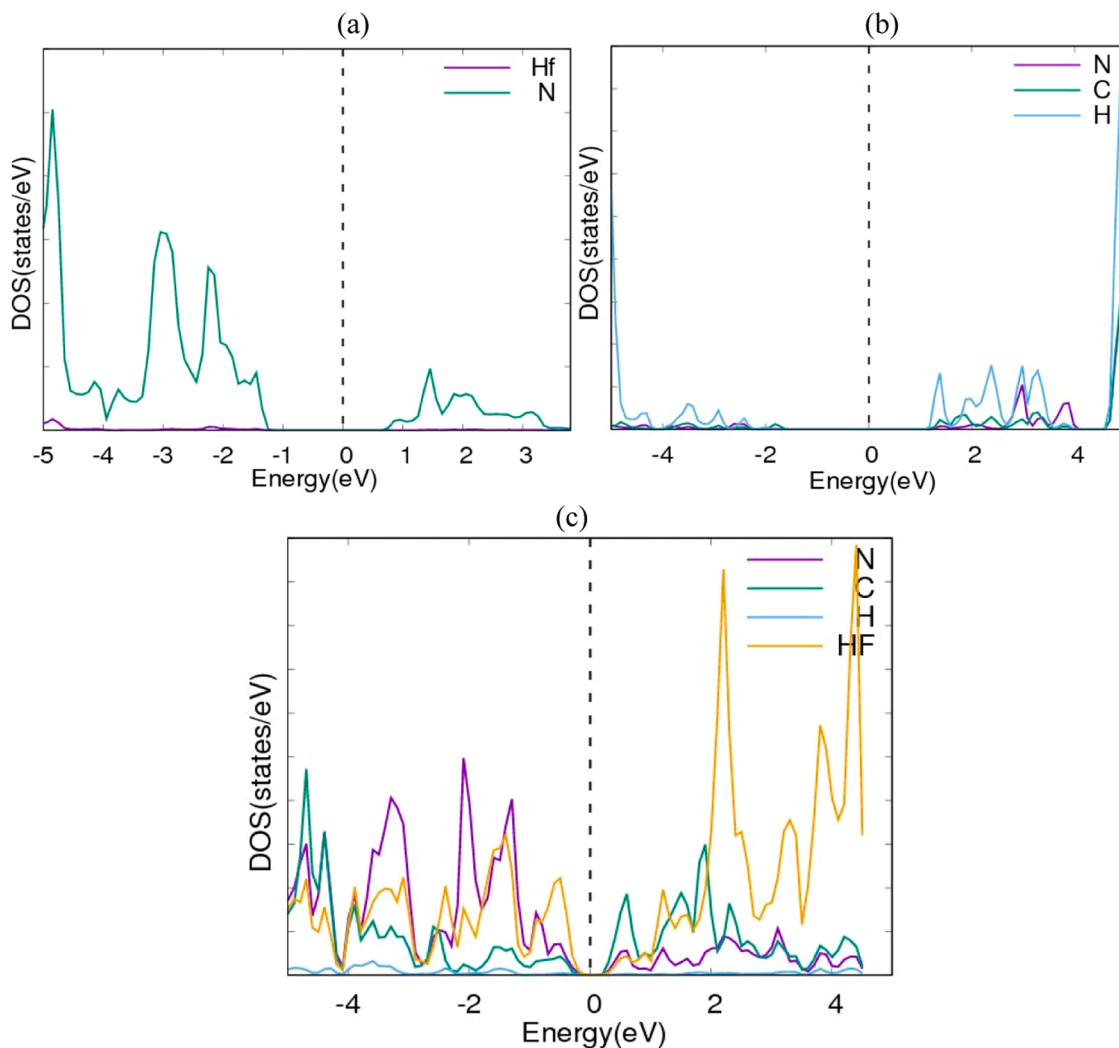 (a)
Hf
N
DOS(states/eV)
-5 -4 -3 -2 -1 0 1 2 3
Energy(eV)
(b)
N
C
H
DOS(states/eV)
-4 -2 0 2 4
Energy(eV)
(c)
N
C
H
HF
DOS(states/eV)
-4 -2 0 2 4
Energy(eV)